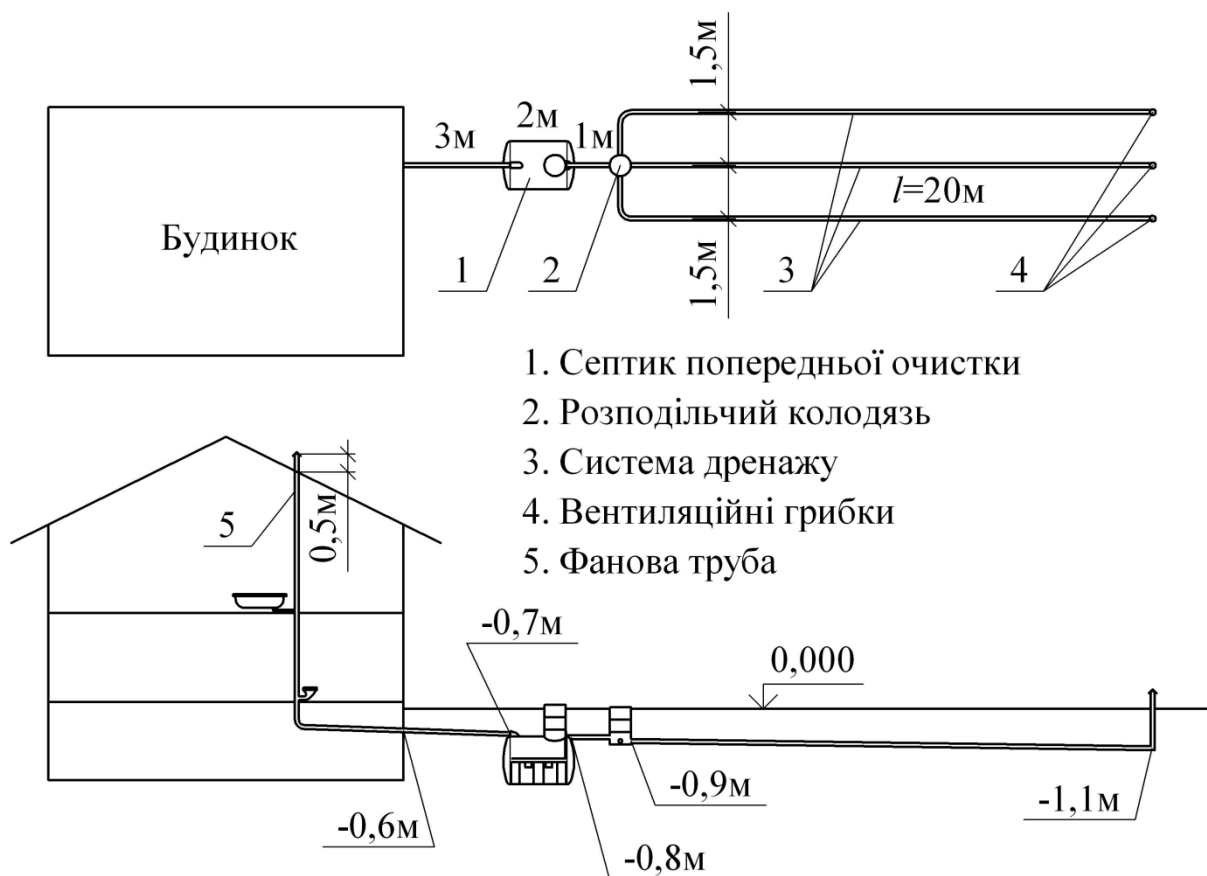 1,5м
2м
3м
1м
l=20м
Будинок
1
2
1,5м
3
4
1. Септик попередньої очистки
2. Розподільчий колодязь
3. Система дренажу
4. Вентиляційні грибки
5. Фанова труба
5
0,5м
-0,7м
0,000
-0,9м
-1,1м
-0,6м
-0,8м